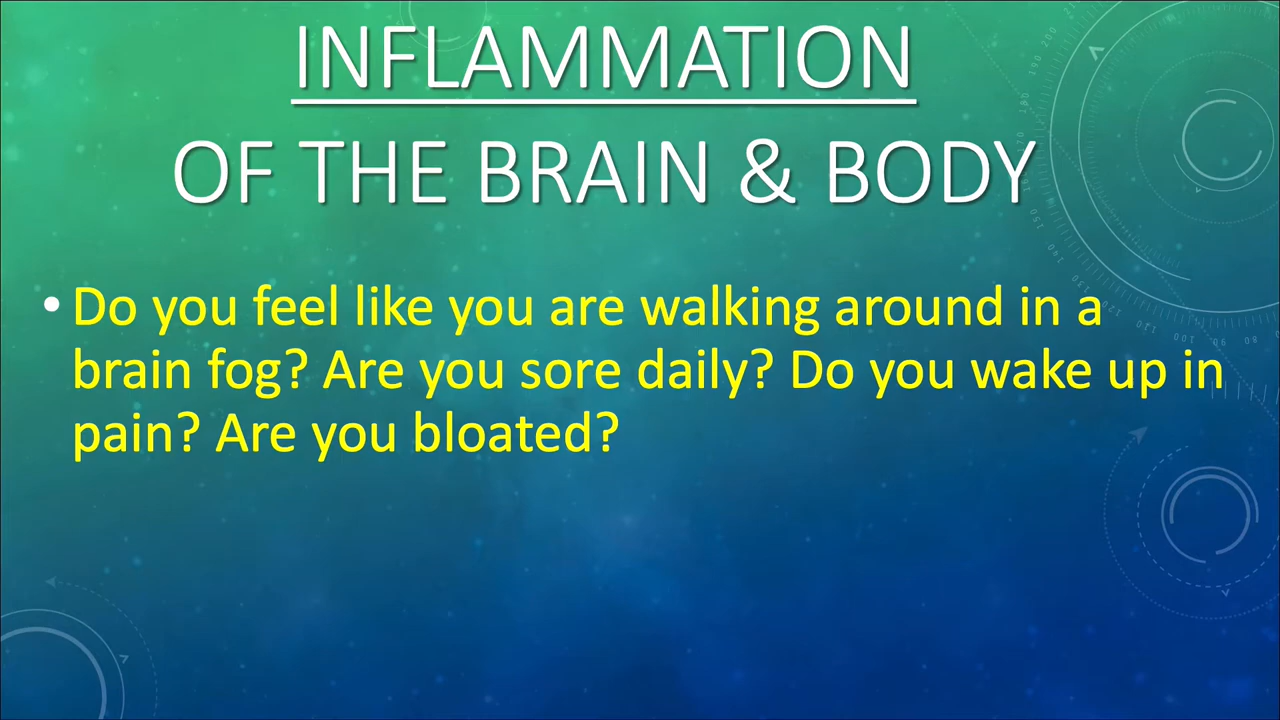 INFLAMMATION
OF THE BRAIN & BODY
• Do you feel like you are walking around in a
brain fog? Are you sore daily? Do you wake up in
pain? Are you bloated?